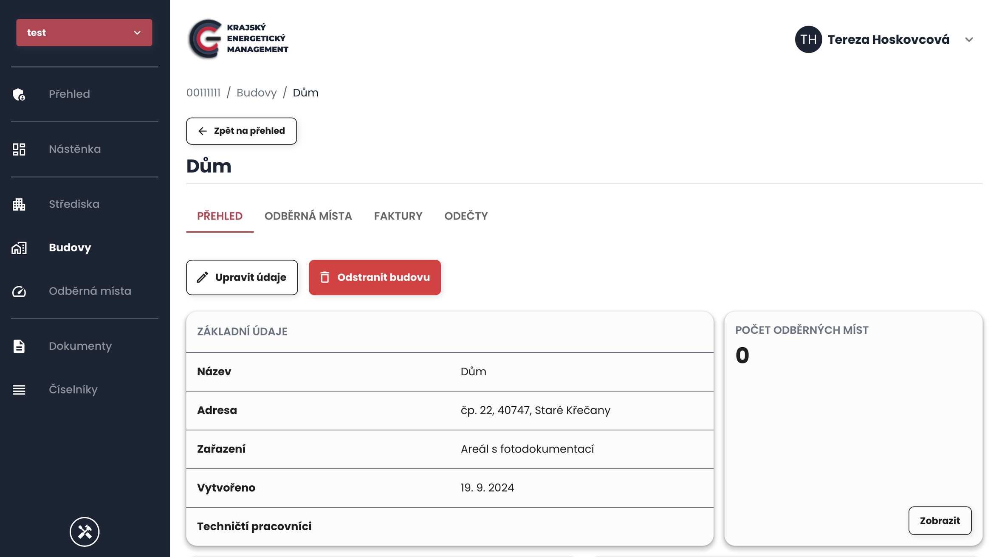 test
KRAJSKÝ
ENERGETICKÝ
MANAGEMENT
TH Tereza Hoskovcová
Přehled
Nástěnka
Střediska
Budovy
Odběrná místa
Dokumenty
Číselníky
00111111 / Budovy / Dům
Zpět na přehled
Dům
PŘEHLED ODBĚRNÁ MÍSTA FAKTURY ODEČTY
Upravit údaje Odstranit budovu
ZÁKLADNÍ ÚDAJE
Název Dům
Adresa čp. 22, 40747, Staré Křečany
Zařazení Areál s fotodokumentací
Vytvořeno 19. 9. 2024
Techničtí pracovníci
POČET ODBĚRNÝCH MÍST
0
Zobrazit